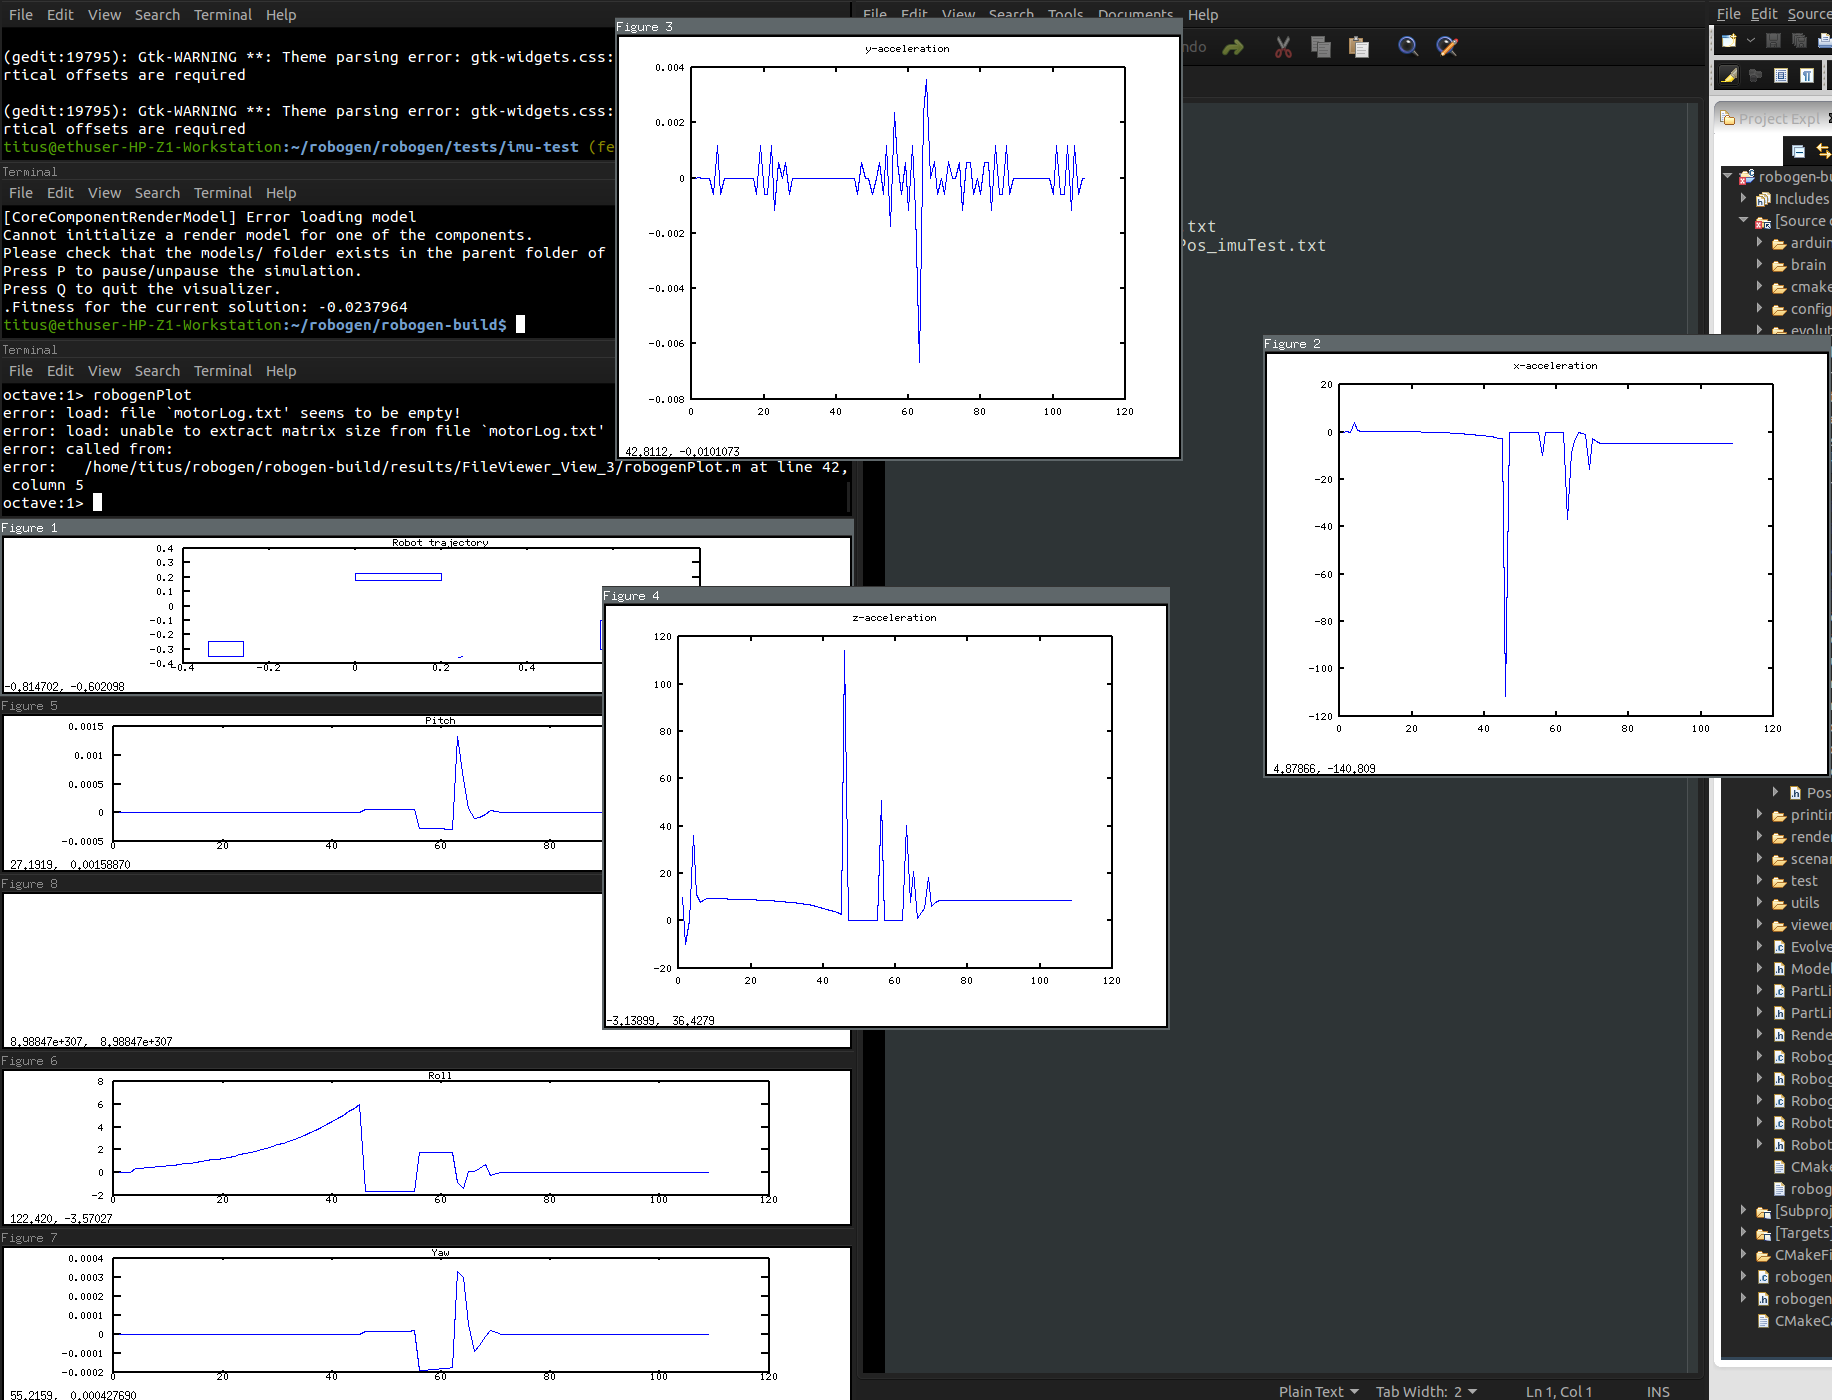 File Edit View Search Terminal Help
(gedit:19795): Gtk-WARNING **: Theme parsing error: gtk-widgets.css:
rtical offsets are required
(gedit:19795): Gtk-WARNING **: Theme parsing error: gtk-widgets.css:
rtical offsets are required
titus@ethuser-HP-Z1-Workstation:~/robogen/robogen/tests/imu-test (fe
Terminal
File Edit View Search Terminal Help
[CoreComponentRenderModel] Error loading model
Cannot initialize a render model for one of the components.
Please check that the models/ folder exists in the parent folder of
Press P to pause/unpause the simulation.
Press Q to quit the visualizer.
.Fitness for the current solution: -0.0237964
titus@ethuser-HP-Z1-Workstation:~/robogen/robogen-build$
Terminal
File Edit View Search Terminal Help
octave:1> robogenPlot
error: load: file `motorLog.txt' seems to be empty!
error: load: unable to extract matrix size from file `motorLog.txt'
error: called from:
error:   /home/titus/robogen/robogen-build/results/FileViewer_View_3/robogenPlot.m at line 42,
column 5
octave:1>
Figure 1
Robot trajectory
0.4
0.3
0.2
0.1
0
-0.1
-0.2
-0.3
-0.4
-0.4 -0.2 0 0.2 0.4
-0.814702, -0.602098
Figure 5
Pitch
0.0015
0.001
0.0005
0
-0.0005
0 20 40 60 80
27.1919, 0.00158870
Figure 8
8.98847e+307, 8.98847e+307
Figure 6
Roll
8
6
4
2
0
-2
0 20 40 60 80 100 120
122.420, -3.57027
Figure 7
Yaw
0.0004
0.0003
0.0002
0.0001
0
-0.0001
-0.0002
0 20 40 60 80 100 120
55.2159, 0.000427690
File Edit View Search Tools Documents Help
ndo
Figure 3
y-acceleration
0.004
0.002
0
-0.002
-0.004
-0.006
-0.008
0 20 40 60 80 100 120
42.8112, -0.0101073
txt
Pos_imuTest.txt
Figure 4
z-acceleration
120
100
80
60
40
20
0
-20
0 20 40 60 80 100 120
-3.13899, 36.4279
Figure 2
x-acceleration
20
0
-20
-40
-60
-80
-100
-120
0 20 40 60 80 100 120
4.87866, -140.809
Plain Text Tab Width: 2 Ln 1, Col 1 INS
File Edit Source
Project Expl
robogen-bu
Includes
[Source
arduin
brain
cmake
config
evolut
Pos
printin
render
scenar
test
utils
viewer
Evolve
Model
PartLi
PartLi
Rende
Robog
Robog
Robog
Robot
Robot
CMake
robog
[Subproj
[Targets]
CMakeFi
robogen
robogen
CMakeCa